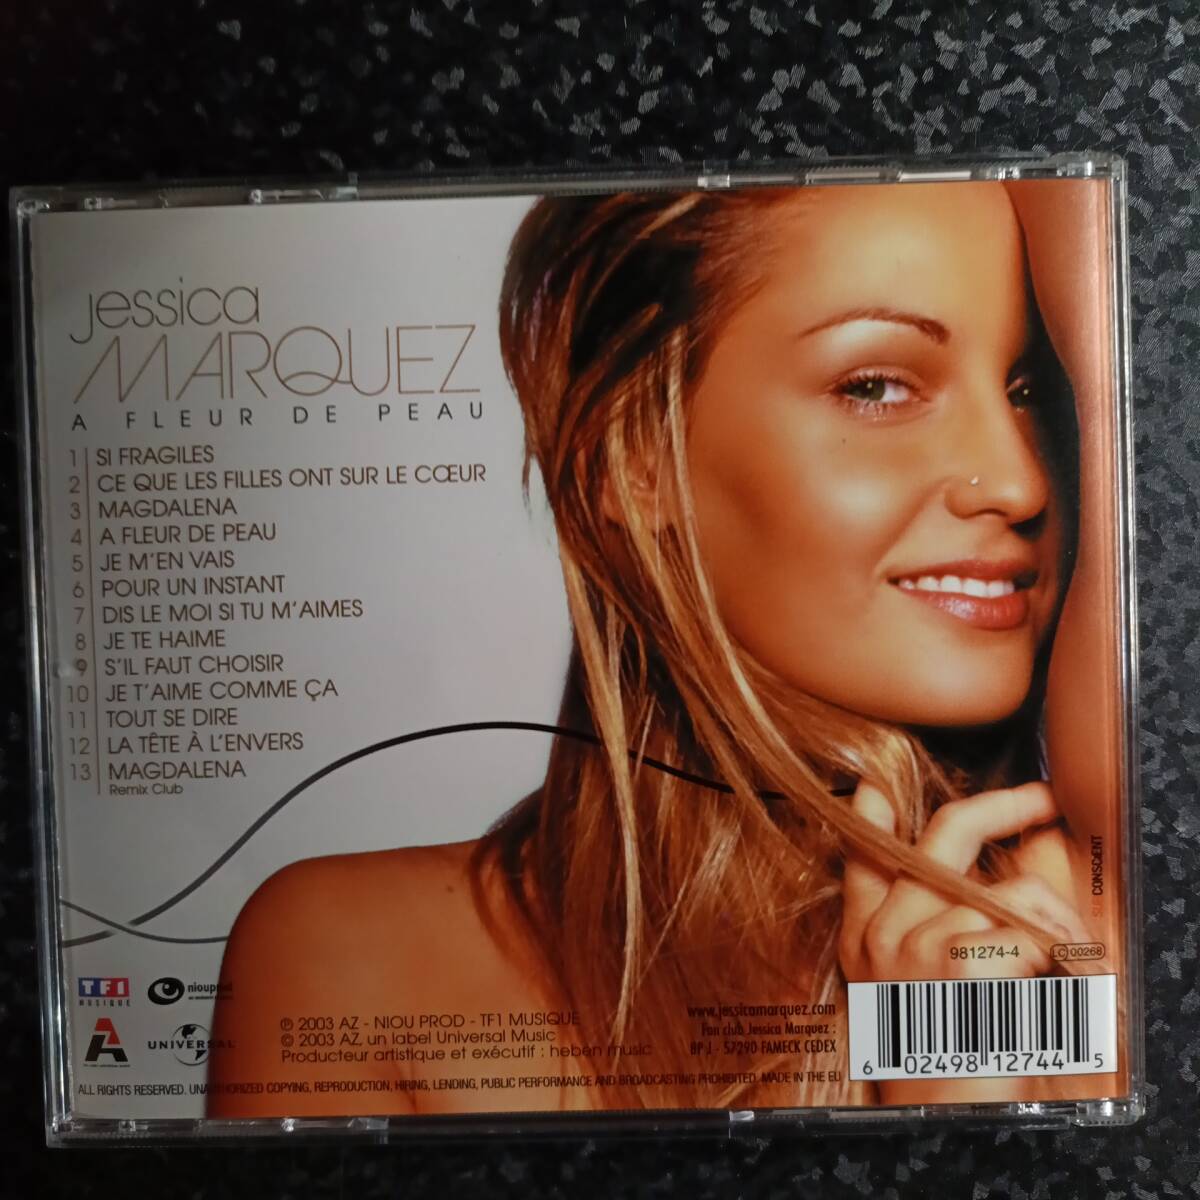 Jessica
MARQUEZ
A FLEUR DE PEAU
1 SI FRAGILES
2 CE QUE LES FILLES ONT SUR LE CŒUR
3 MAGDALENA
4 A FLEUR DE PEAU
5 JE M'EN VAIS
6 POUR UN INSTANT
7 DIS LE MOI SI TU M'AIMES
8 JE TE HAIME
9 S'IL FAUT CHOISIR
10 JE T'AIME COMME ÇA
11 TOUT SE DIRE
12 LA TÊTE À L'ENVERS
13 MAGDALENA
Remix Club
SUBCONSCIENT
981274-4
LC 00268
TF1
MUSIQUE
niouprod
UNIVERSAL
℗ 2003 AZ - NIOU PROD - TF1 MUSIQUE
© 2003 AZ, un label Universal Music
Producteur artistique et exécutif : heben music
www.jessicamarquez.com
Fan club Jessica Marquez :
BP J - 57290 FAMECK CEDEX
6 02498 12744 5
ALL RIGHTS RESERVED. UNAUTHORIZED COPYING, REPRODUCTION, HIRING, LENDING, PUBLIC PERFORMANCE AND BROADCASTING PROHIBITED. MADE IN THE EU